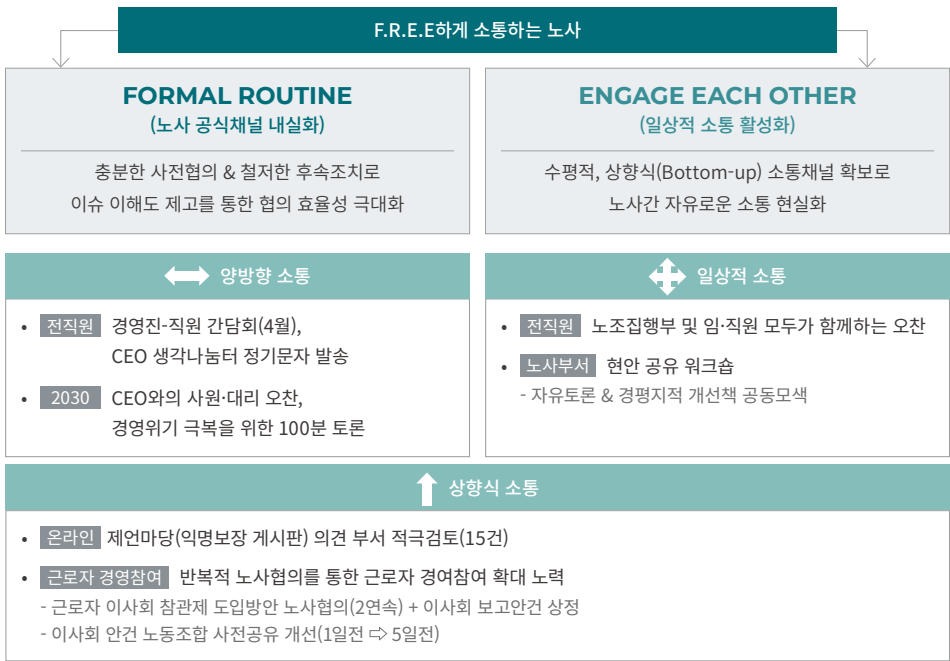 F.R.E.E하게 소통하는 노사
FORMAL ROUTINE
(노사 공식채널 내실화)
충분한 사전협의 & 철저한 후속조치로
이슈 이해도 제고를 통한 협의 효율성 극대화
ENGAGE EACH OTHER
(일상적 소통 활성화)
수평적, 상향식(Bottom-up) 소통채널 확보로
노사간 자유로운 소통 현실화
양방향 소통
• 전직원 경영진-직원 간담회(4월),
CEO 생각나눔터 정기문자 발송
• 2030 CEO와의 사원·대리 오찬,
경영위기 극복을 위한 100분 토론
일상적 소통
• 전직원 노조집행부 및 임·직원 모두가 함께하는 오찬
• 노사부서 현안 공유 워크숍
- 자유토론 & 경평지적 개선책 공동모색
상향식 소통
• 온라인 제언마당(익명보장 게시판) 의견 부서 적극검토(15건)
• 근로자 경영참여 반복적 노사협의를 통한 근로자 경여참여 확대 노력
- 근로자 이사회 참관제 도입방안 노사협의(2연속) + 이사회 보고안건 상정
- 이사회 안건 노동조합 사전공유 개선(1일전 ⇨ 5일전)